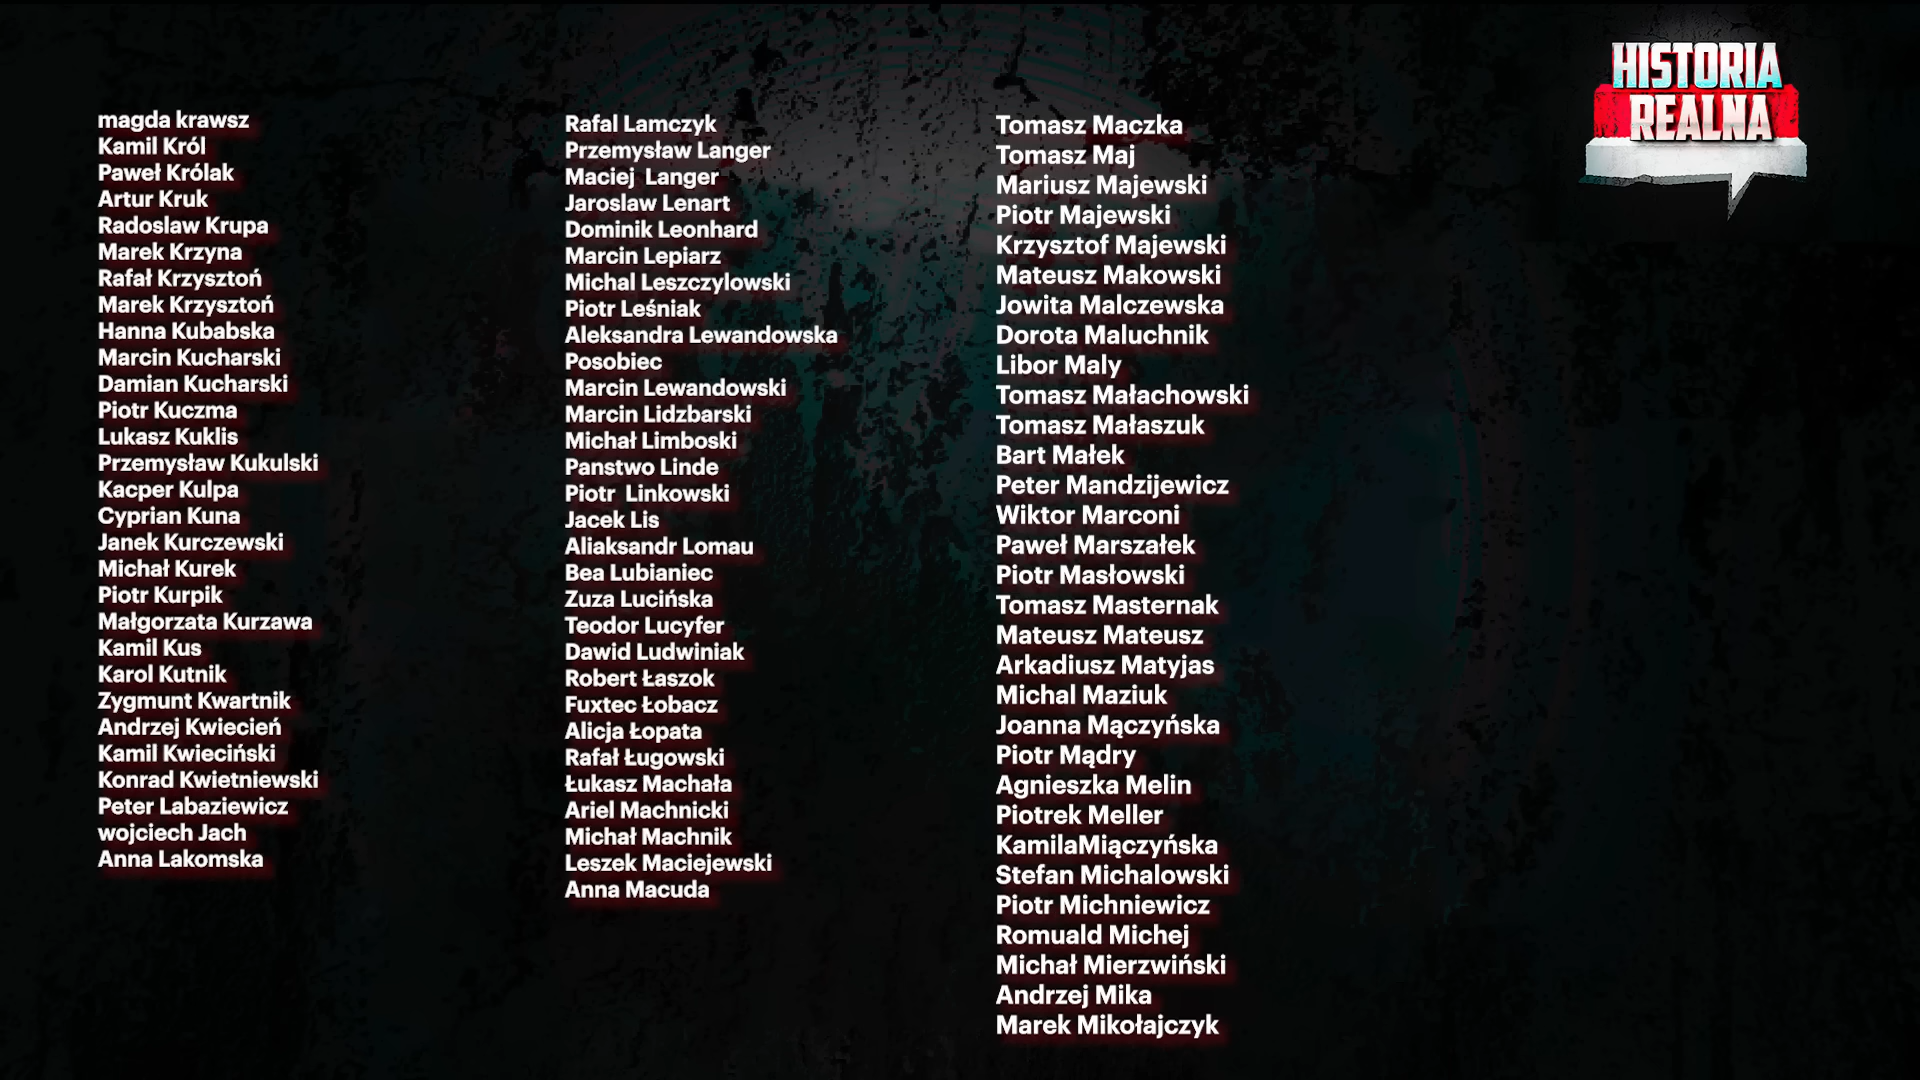 magda krawsz
Kamil Król
Paweł Królak
Artur Kruk
Radoslaw Krupa
Marek Krzyna
Rafał Krzysztoń
Marek Krzysztoń
Hanna Kubabska
Marcin Kucharski
Damian Kucharski
Piotr Kuczma
Lukasz Kuklis
Przemysław Kukulski
Kacper Kulpa
Cyprian Kuna
Janek Kurczewski
Michał Kurek
Piotr Kurpik
Małgorzata Kurzawa
Kamil Kus
Karol Kutnik
Zygmunt Kwartnik
Andrzej Kwiecień
Kamil Kwieciński
Konrad Kwietniewski
Peter Labaziewicz
wojciech Jach
Anna Lakomska
Rafal Lamczyk
Przemysław Langer
Maciej  Langer
Jaroslaw Lenart
Dominik Leonhard
Marcin Lepiarz
Michal Leszczylowski
Piotr Leśniak
Aleksandra Lewandowska
Posobiec
Marcin Lewandowski
Marcin Lidzbarski
Michał Limboski
Panstwo Linde
Piotr  Linkowski
Jacek Lis
Aliaksandr Lomau
Bea Lubianiec
Zuza Lucińska
Teodor Lucyfer
Dawid Ludwiniak
Robert Łaszok
Fuxtec Łobacz
Alicja Łopata
Rafał Ługowski
Łukasz Machała
Ariel Machnicki
Michał Machnik
Leszek Maciejewski
Anna Macuda
Tomasz Maczka
Tomasz Maj
Mariusz Majewski
Piotr Majewski
Krzysztof Majewski
Mateusz Makowski
Jowita Malczewska
Dorota Maluchnik
Libor Maly
Tomasz Małachowski
Tomasz Małaszuk
Bart Małek
Peter Mandzijewicz
Wiktor Marconi
Paweł Marszałek
Piotr Masłowski
Tomasz Masternak
Mateusz Mateusz
Arkadiusz Matyjas
Michal Maziuk
Joanna Mączyńska
Piotr Mądry
Agnieszka Melin
Piotrek Meller
KamilaMiączyńska
Stefan Michalowski
Piotr Michniewicz
Romuald Michej
Michał Mierzwiński
Andrzej Mika
Marek Mikołajczyk
HISTORIA
REALNA